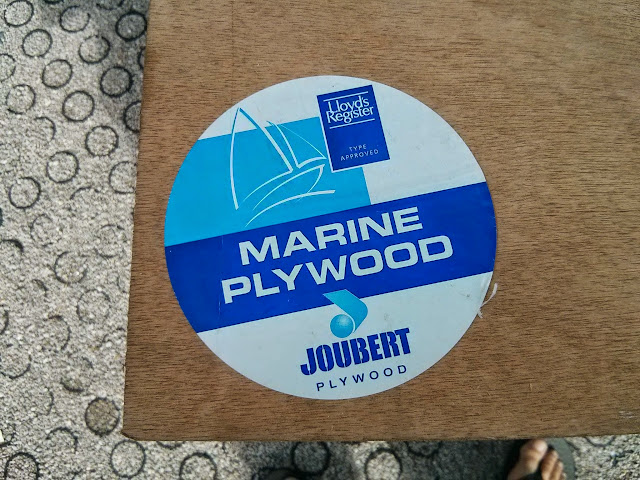 Lloyd's
Register
TYPE
APPROVED
MARINE
PLYWOOD
JOUBERT
PLYWOOD